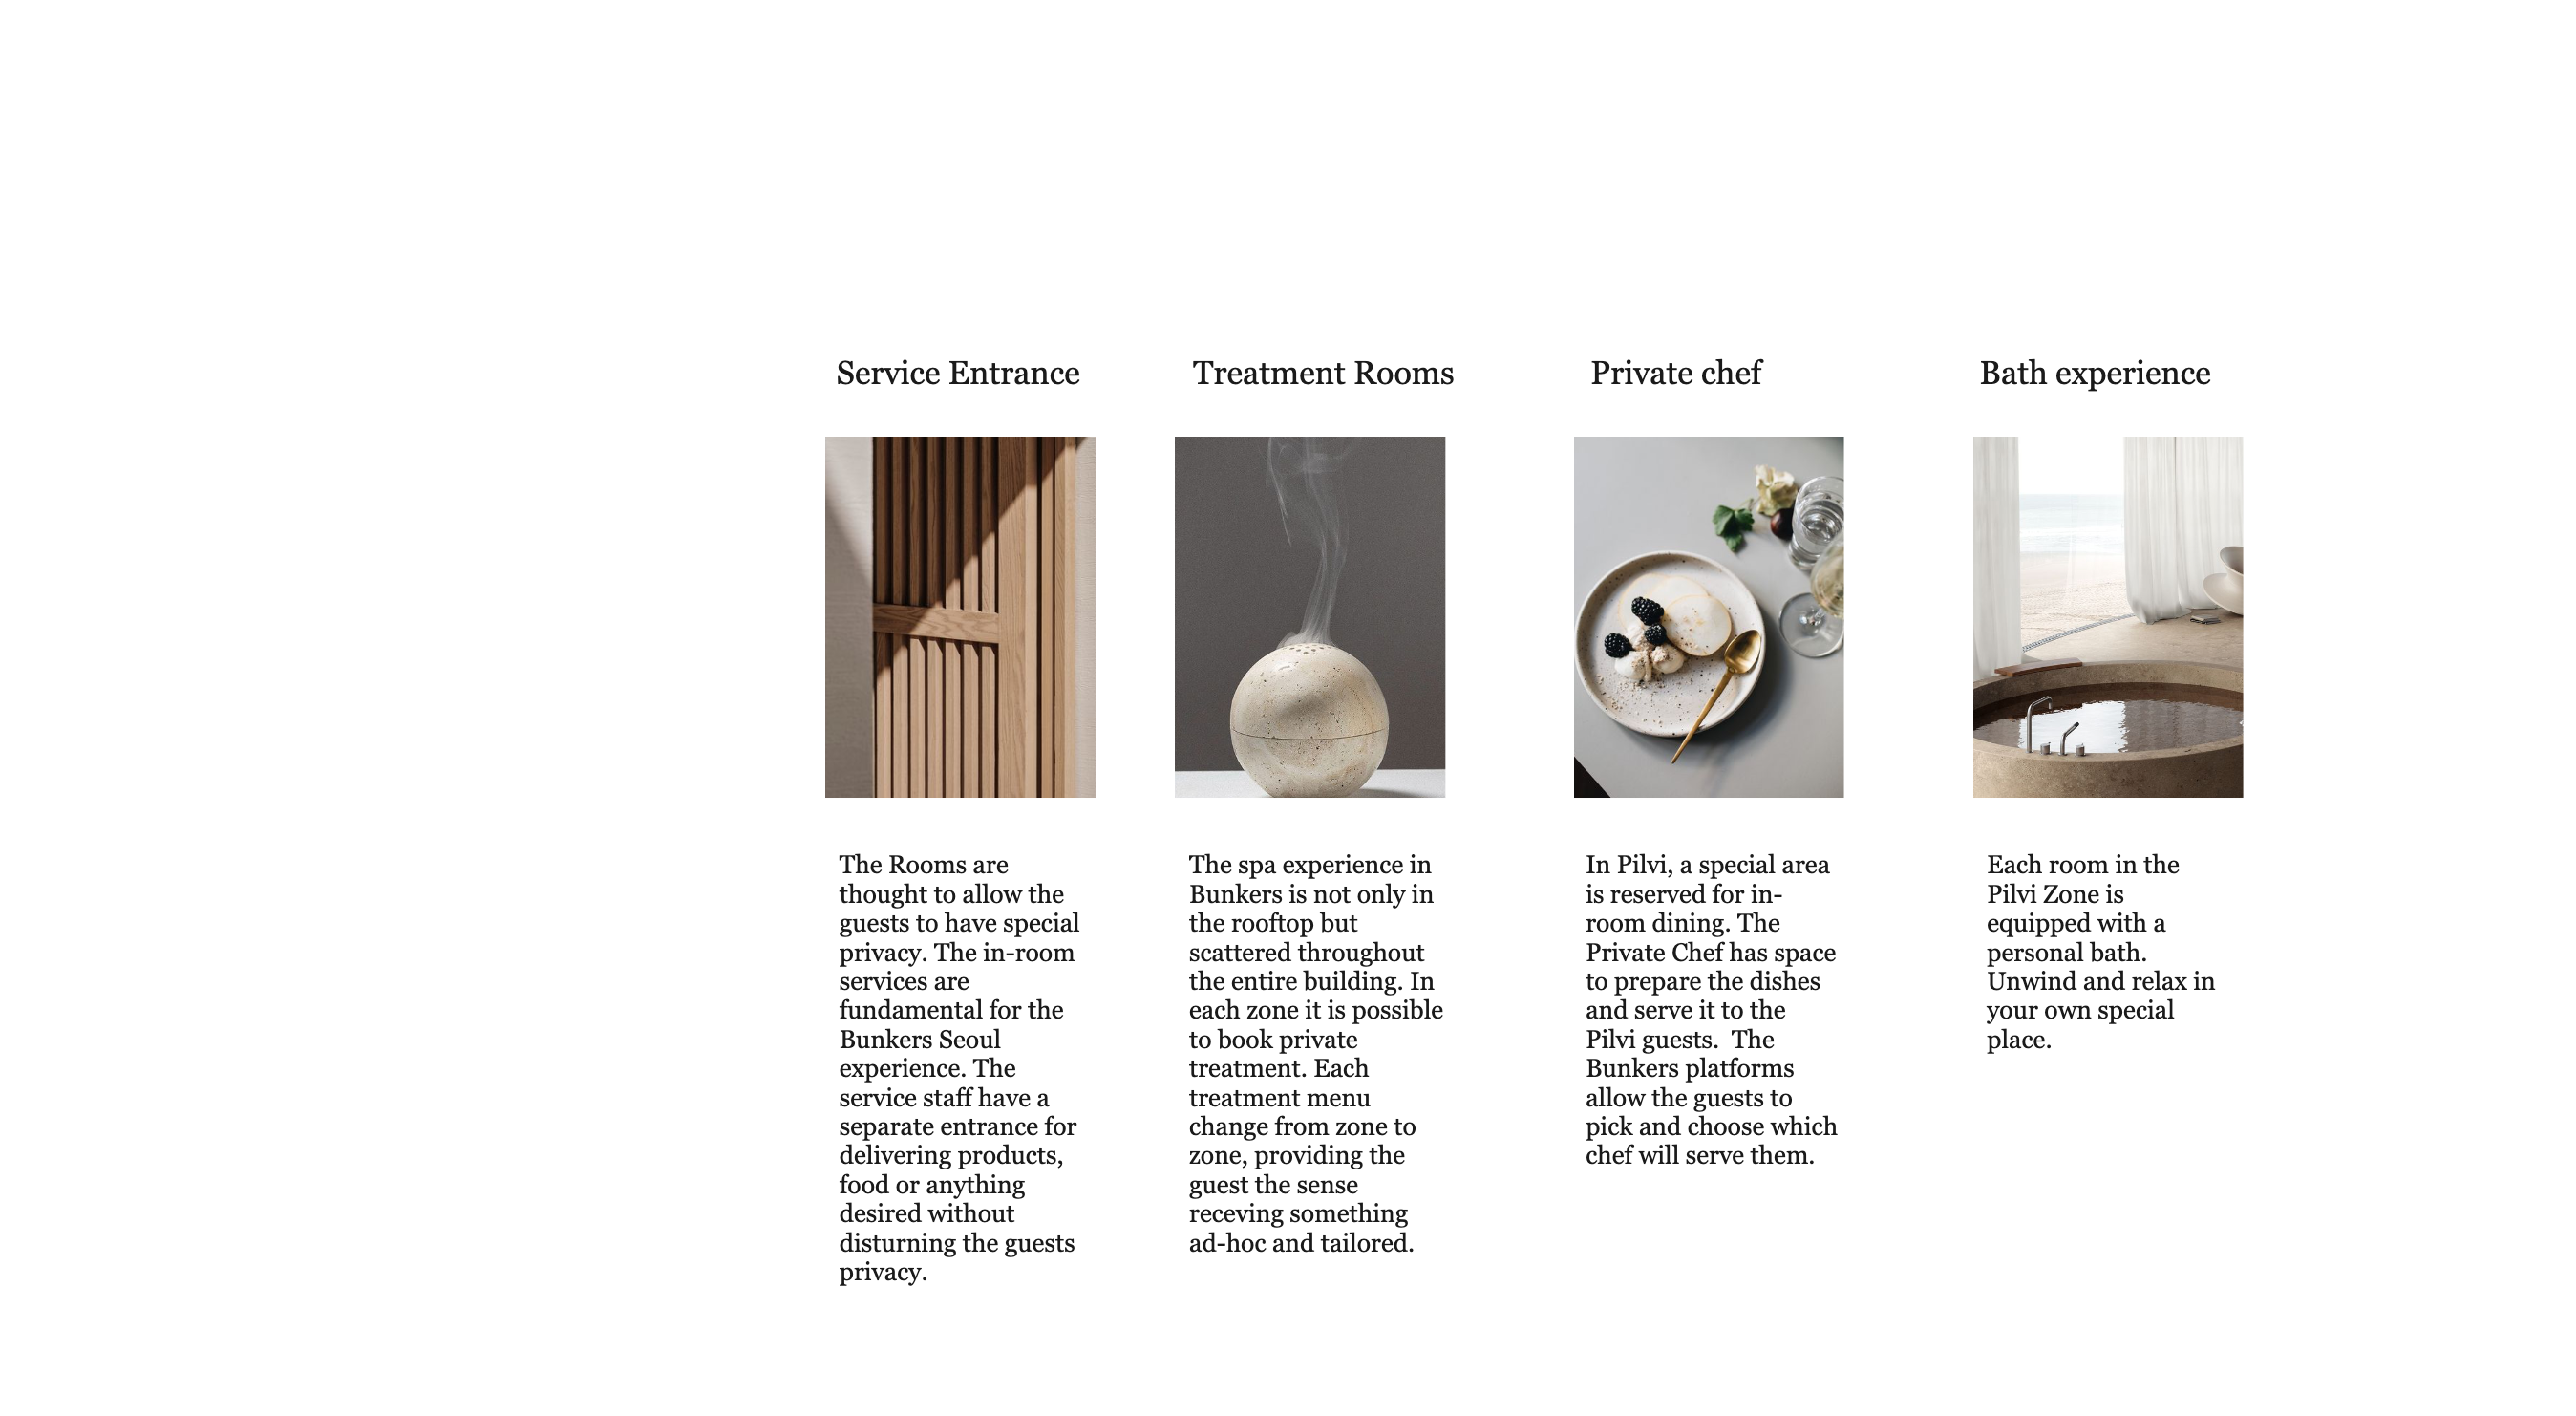 Service Entrance
Treatment Rooms
Private chef
Bath experience
The Rooms are
thought to allow the
guests to have special
privacy. The in-room
services are
fundamental for the
Bunkers Seoul
experience. The
service staff have a
separate entrance for
delivering products,
food or anything
desired without
disturning the guests
privacy.
The spa experience in
Bunkers is not only in
the rooftop but
scattered throughout
the entire building. In
each zone it is possible
to book private
treatment. Each
treatment menu
change from zone to
zone, providing the
guest the sense
receving something
ad-hoc and tailored.
In Pilvi, a special area
is reserved for in-
room dining. The
Private Chef has space
to prepare the dishes
and serve it to the
Pilvi guests.  The
Bunkers platforms
allow the guests to
pick and choose which
chef will serve them.
Each room in the
Pilvi Zone is
equipped with a
personal bath.
Unwind and relax in
your own special
place.